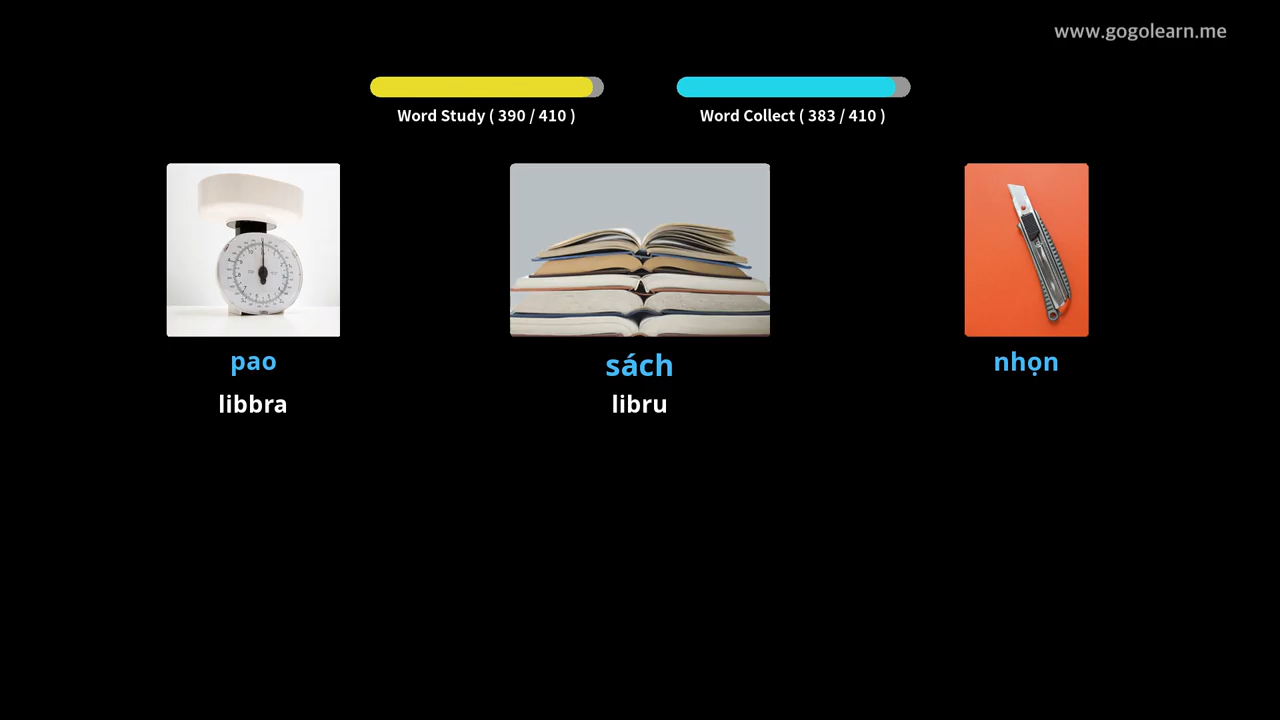 www.gogolearn.me
Word Study ( 390 / 410 )
Word Collect ( 383 / 410 )
pao
sách
nhọn
libbra
libru